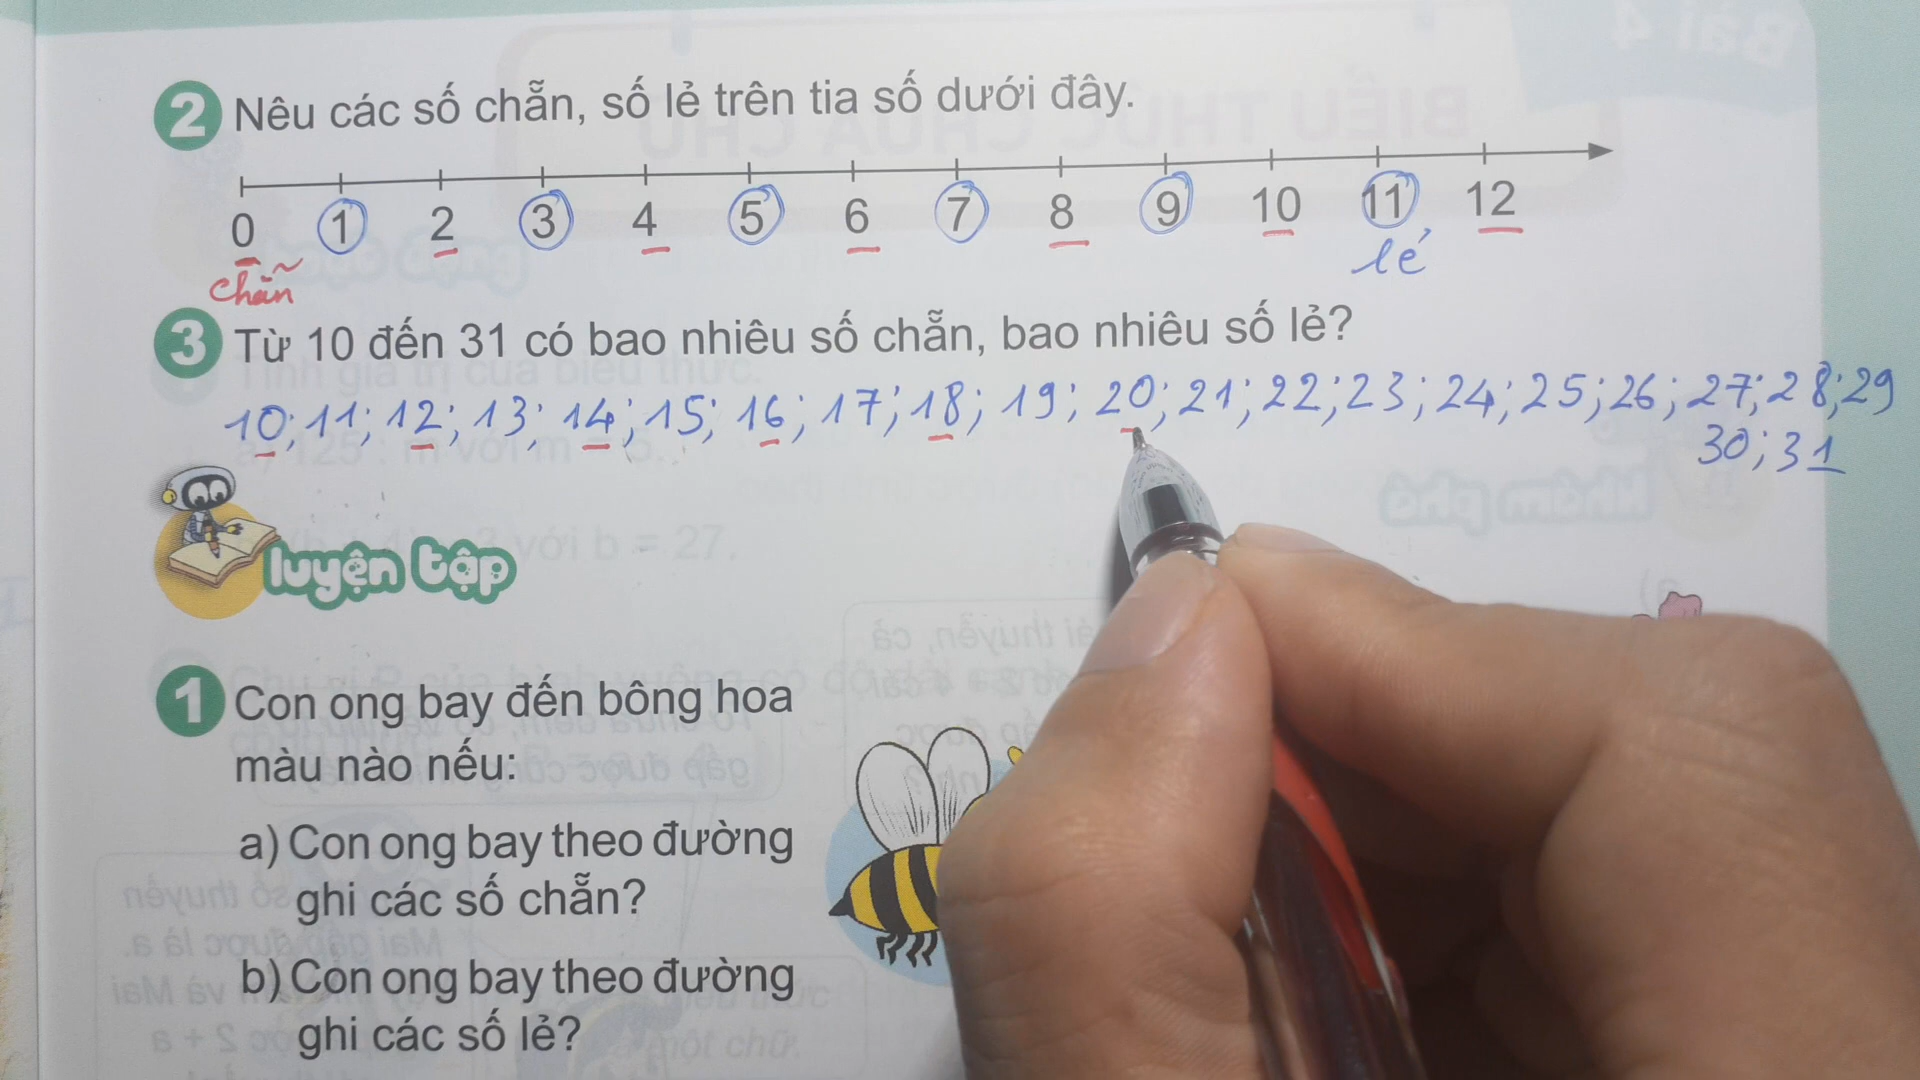 2 Nêu các số chẵn, số lẻ trên tia số dưới đây.
0 1 2 3 4 5 6 7 8 9 10 11 12
chẵn lẻ
3 Từ 10 đến 31 có bao nhiêu số chẵn, bao nhiêu số lẻ?
10; 11; 12; 13; 14; 15; 16; 17; 18; 19; 20; 21; 22; 23; 24; 25; 26; 27; 28; 29
30; 31
luyện tập
1 Con ong bay đến bông hoa
màu nào nếu:
a) Con ong bay theo đường
ghi các số chẵn?
b) Con ong bay theo đường
ghi các số lẻ?